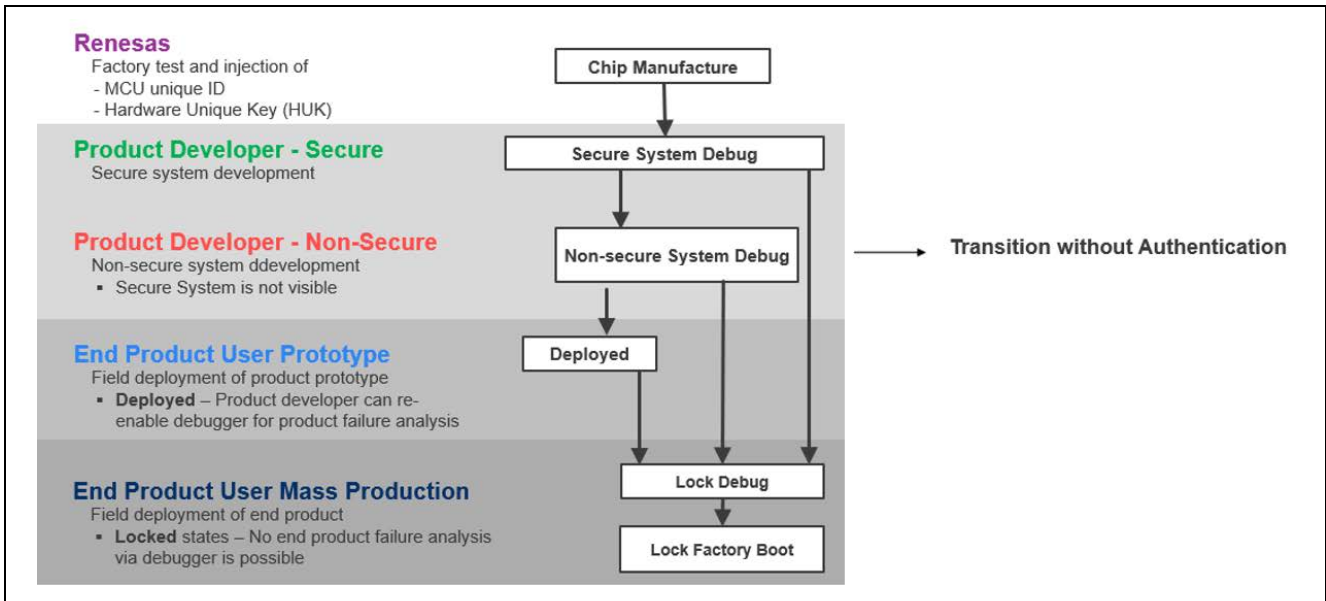 Renesas
Factory test and injection of
- MCU unique ID
- Hardware Unique Key (HUK)
Chip Manufacture
Product Developer - Secure
Secure system development
Secure System Debug
Product Developer - Non-Secure
Non-secure system ddevelopment
▪ Secure System is not visible
Non-secure System Debug
Transition without Authentication
End Product User Prototype
Field deployment of product prototype
▪ Deployed – Product developer can re-
enable debugger for product failure analysis
Deployed
End Product User Mass Production
Field deployment of end product
▪ Locked states – No end product failure analysis
via debugger is possible
Lock Debug
Lock Factory Boot